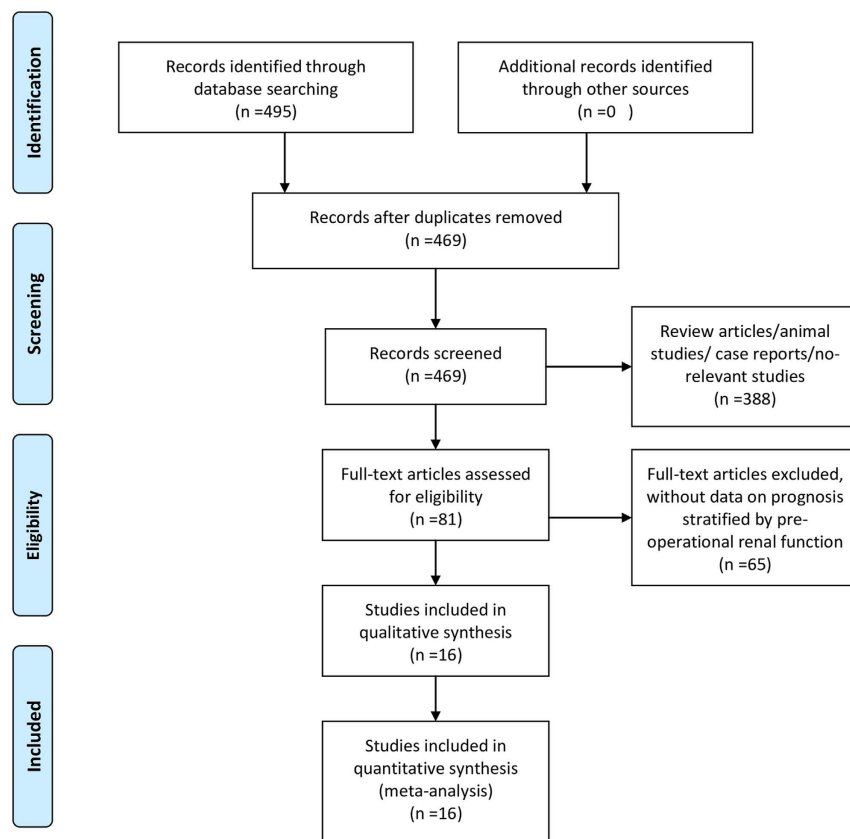 Identification
Records identified through
database searching
(n =495)
Additional records identified
through other sources
(n =0   )
Records after duplicates removed
(n =469)
Screening
Records screened
(n =469)
Review articles/animal
studies/ case reports/no-
relevant studies
(n =388)
Eligibility
Full-text articles assessed
for eligibility
(n =81)
Full-text articles excluded,
without data on prognosis
stratified by pre-
operational renal function
(n =65)
Studies included in
qualitative synthesis
(n =16)
Included
Studies included in
quantitative synthesis
(meta-analysis)
(n =16)